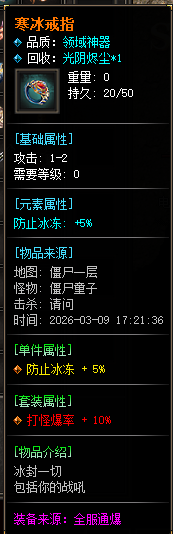 寒冰戒指
品质: 领域神器
回收: 光阴烬尘*1
重量: 0
持久: 20/50
[基础属性]
攻击: 1-2
需要等级: 0
[元素属性]
防止冰冻: +5%
[物品来源]
地图: 僵尸一层
怪物: 僵尸童子
击杀: 请问
时间: 2026-03-09 17:21:36
[单件属性]
防止冰冻 + 5%
[套装属性]
打怪爆率 + 10%
[物品介绍]
冰封一切
包括你的战吼
装备来源: 全服通爆